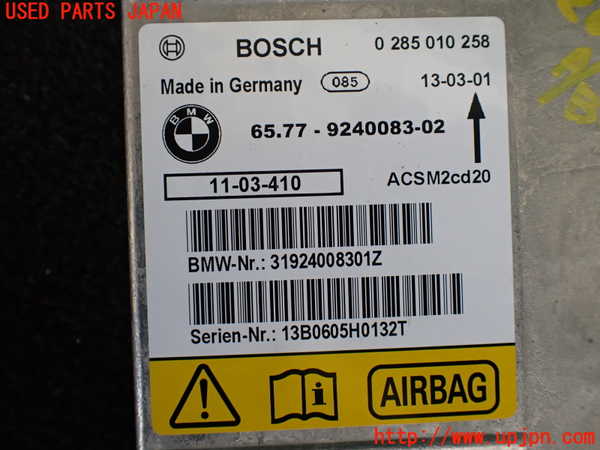 USED PARTS JAPAN
BOSCH 0 285 010 258
Made in Germany 085 13-03-01
BMW
65.77 - 9240083-02
11-03-410 ACSM2cd20
BMW-Nr.: 31924008301Z
Serien-Nr.: 13B0605H0132T
AIRBAG
http://www.upjpn.com